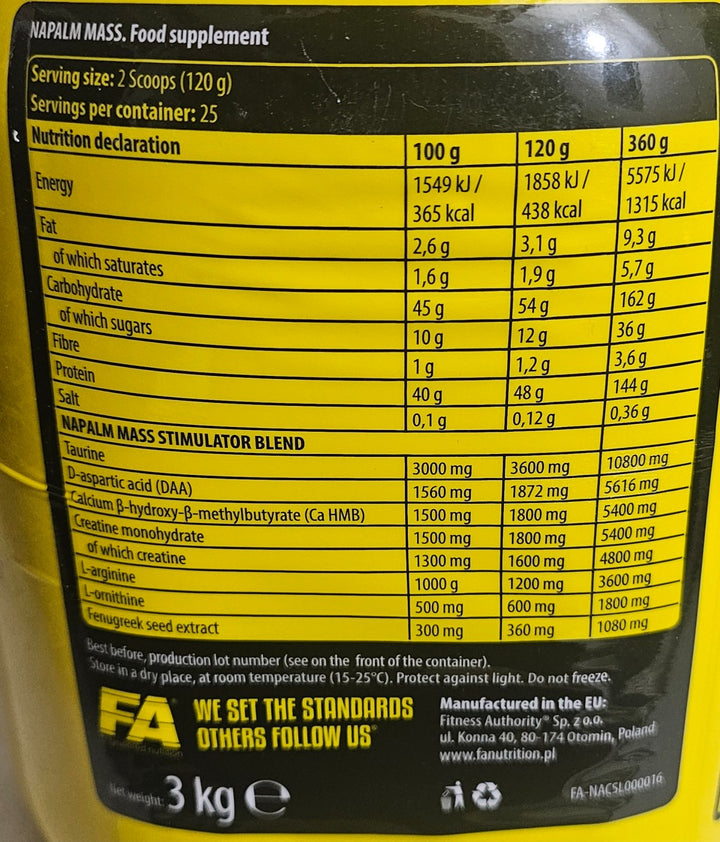 NAPALM MASS. Food supplement
Serving size: 2 Scoops (120 g)
Servings per container: 25
Nutrition declaration 100 g 120 g 360 g
Energy 1549 kJ / 365 kcal 1858 kJ / 438 kcal 5575 kJ / 1315 kcal
Fat 2,6 g 3,1 g 9,3 g
of which saturates 1,6 g 1,9 g 5,7 g
Carbohydrate 45 g 54 g 162 g
of which sugars 10 g 12 g 36 g
Fibre 1 g 1,2 g 3,6 g
Protein 40 g 48 g 144 g
Salt 0,1 g 0,12 g 0,36 g
NAPALM MASS STIMULATOR BLEND
Taurine 3000 mg 3600 mg 10800 mg
D-aspartic acid (DAA) 1560 mg 1872 mg 5616 mg
Calcium β-hydroxy-β-methylbutyrate (Ca HMB) 1500 mg 1800 mg 5400 mg
Creatine monohydrate 1500 mg 1800 mg 5400 mg
of which creatine 1300 mg 1600 mg 4800 mg
L-arginine 1000 g 1200 mg 3600 mg
L-ornithine 500 mg 600 mg 1800 mg
Fenugreek seed extract 300 mg 360 mg 1080 mg
Best before, production lot number (see on the front of the container).
Store in a dry place, at room temperature (15-25°C). Protect against light. Do not freeze.
FA
WE SET THE STANDARDS
OTHERS FOLLOW US®
Manufactured in the EU:
Fitness Authority® Sp. z o.o.
ul. Konna 40, 80-174 Otomin, Poland
www.fanutrition.pl
Net weight: 3 kg e
FA-NACSL000016